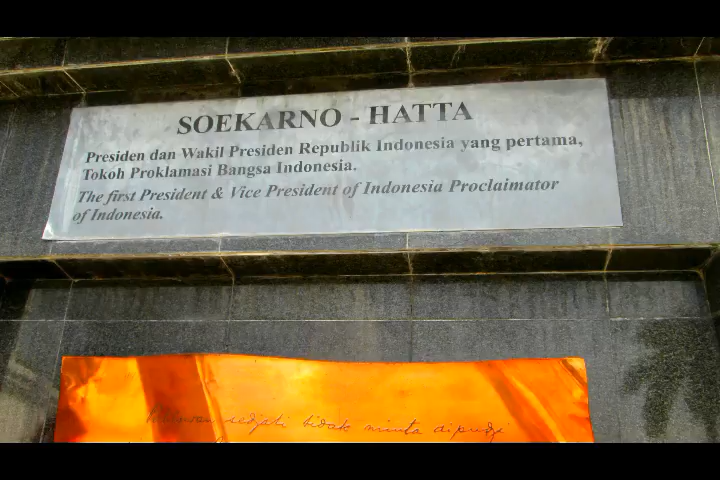 SOEKARNO - HATTA
Presiden dan Wakil Presiden Republik Indonesia yang pertama,
Tokoh Proklamasi Bangsa Indonesia.
The first President & Vice President of Indonesia Proclaimator
of Indonesia.
sedjati tidak minta dipudji